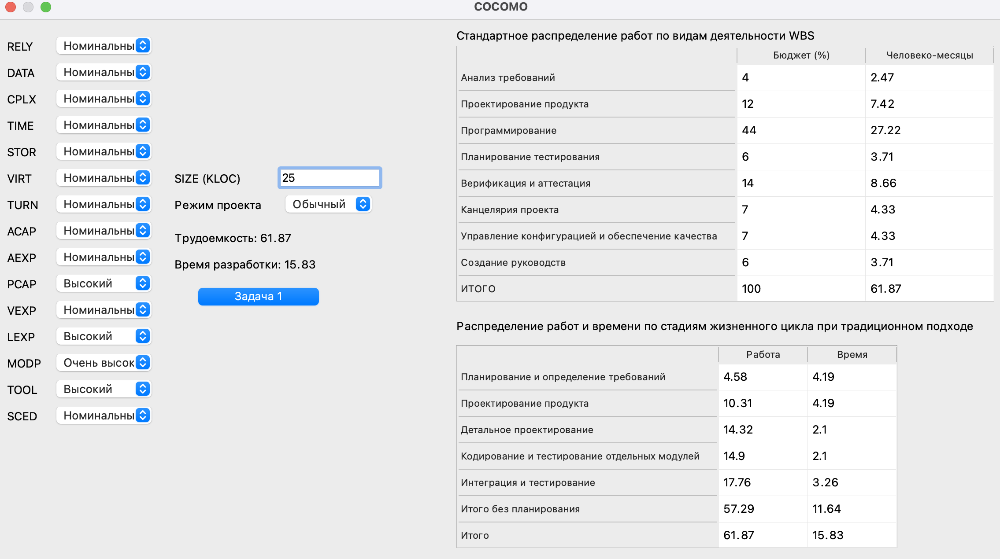 COCOMO
RELY Номинальны
DATA Номинальны
CPLX Номинальны
TIME Номинальны
STOR Номинальны
VIRT Номинальны
TURN Номинальны
ACAP Номинальны
AEXP Номинальны
PCAP Высокий
VEXP Номинальны
LEXP Высокий
MODP Очень высок
TOOL Высокий
SCED Номинальны
SIZE (KLOC) 25
Режим проекта Обычный
Трудоемкость: 61.87
Время разработки: 15.83
Задача 1
Стандартное распределение работ по видам деятельности WBS
Бюджет (%) Человеко-месяцы
Анализ требований 4 2.47
Проектирование продукта 12 7.42
Программирование 44 27.22
Планирование тестирования 6 3.71
Верификация и аттестация 14 8.66
Канцелярия проекта 7 4.33
Управление конфигурацией и обеспечение качества 7 4.33
Создание руководств 6 3.71
ИТОГО 100 61.87
Распределение работ и времени по стадиям жизненного цикла при традиционном подходе
Работа Время
Планирование и определение требований 4.58 4.19
Проектирование продукта 10.31 4.19
Детальное проектирование 14.32 2.1
Кодирование и тестирование отдельных модулей 14.9 2.1
Интеграция и тестирование 17.76 3.26
Итого без планирования 57.29 11.64
Итого 61.87 15.83